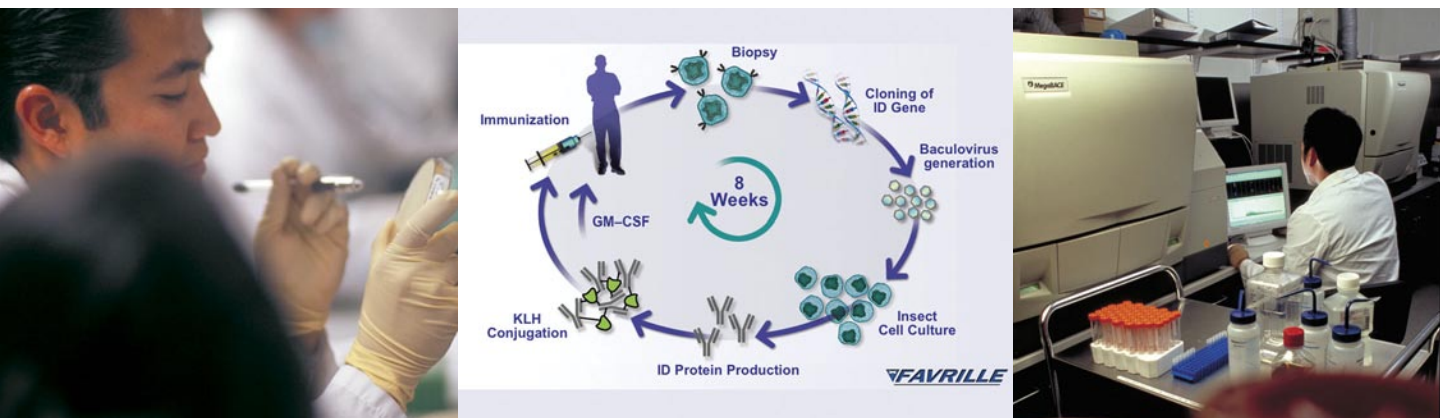 Biopsy
Cloning of
ID Gene
Baculovirus
generation
Insect
Cell Culture
ID Protein Production
KLH
Conjugation
Immunization
GM–CSF
8
Weeks
FAVRILLE
MegaBACE